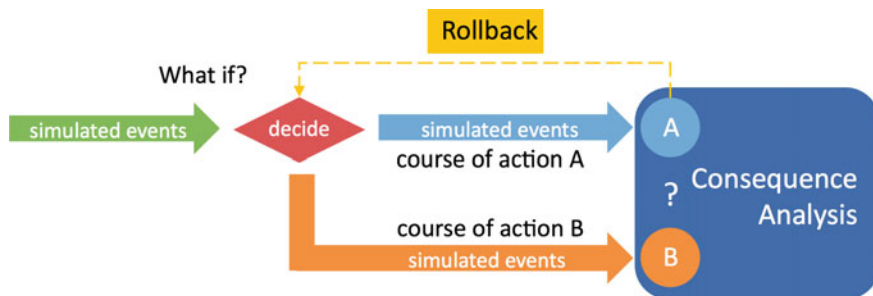 Rollback
What if?
simulated events
decide
simulated events
A
course of action A
?
Consequence
Analysis
course of action B
simulated events
B